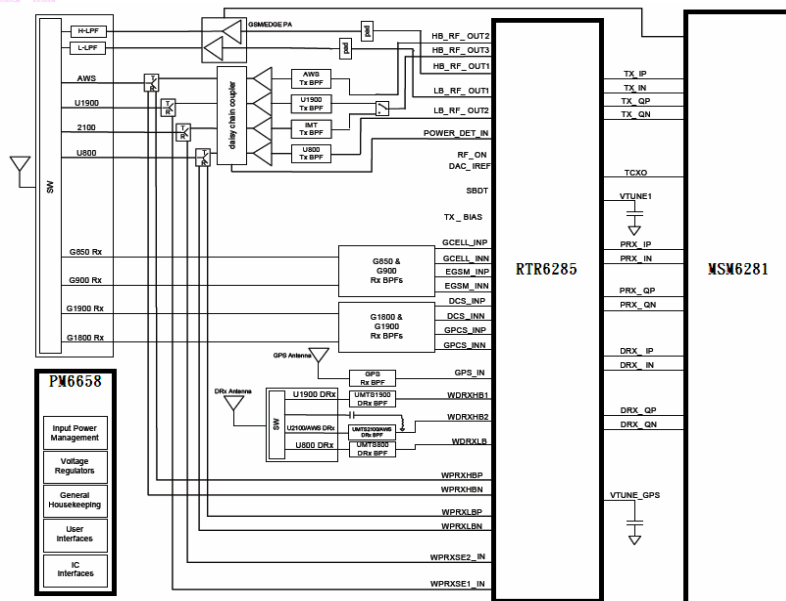 GSM/EDGE PA
H-LPF
L-LPF
pad
pad
HB_RF_OUT2
HB_RF_OUT3
HB_RF_OUT1
LB_RF_OUT1
LB_RF_OUT2
POWER_DET_IN
RF_ON
DAC_IREF
SBDT
TX_BIAS
AWS
U1900
2100
U800
T
R
T
R
T
R
T
R
daisy chain coupler
AWS
Tx BPF
U1900
Tx BPF
IMT
Tx BPF
U800
Tx BPF
SW
G850 Rx
G900 Rx
G1900 Rx
G1800 Rx
G850 &
G900
Rx BPFs
G1800 &
G1900
Rx BPFs
GCELL_INP
GCELL_INN
EGSM_INP
EGSM_INN
DCS_INP
DCS_INN
GPCS_INP
GPCS_INN
GPS Antenna
GPS
Rx BPF
GPS_IN
DRx Antenna
SW
U1900 DRx
UMTS1900
DRx BPF
WDRXHB1
U2100/AWS DRx
UMTS2100/AWS
DRx BPF
WDRXHB2
U800 DRx
UMTS800
DRx BPF
WDRXLB
WPRXHBP
WPRXHBN
WPRXLBP
WPRXLBN
WPRXSE2_IN
WPRXSE1_IN
RTR6285
TX_IP
TX_IN
TX_QP
TX_QN
TCXO
VTUNE1
PRX_IP
PRX_IN
PRX_QP
PRX_QN
DRX_IP
DRX_IN
DRX_QP
DRX_QN
VTUNE_GPS
MSM6281
PM6658
Input Power
Management
Voltage
Regulators
General
Housekeeping
User
Interfaces
IC
Interfaces